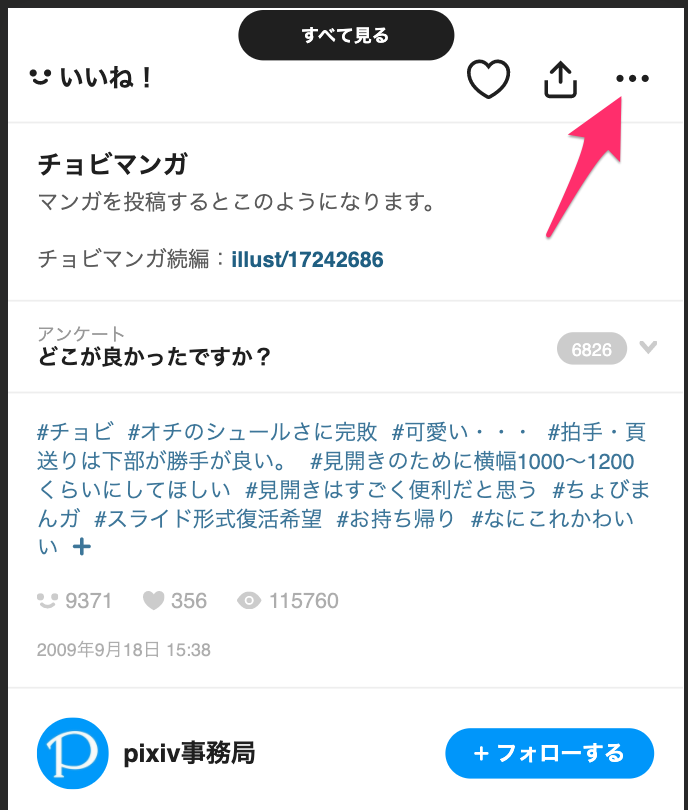 すべて見る
いいね！
チョビマンガ
マンガを投稿するとこのようになります。
チョビマンガ続編：illust/17242686
アンケート
どこが良かったですか？
6826
#チョビ #オチのシュールさに完敗 #可愛い・・・ #拍手・頁
送りは下部が勝手が良い。 #見開きのために横幅1000〜1200
くらいにしてほしい #見開きはすごく便利だと思う #ちょびま
んガ #スライド形式復活希望 #お持ち帰り #なにこれかわい
い +
9371 356 115760
2009年9月18日 15:38
pixiv事務局
+ フォローする